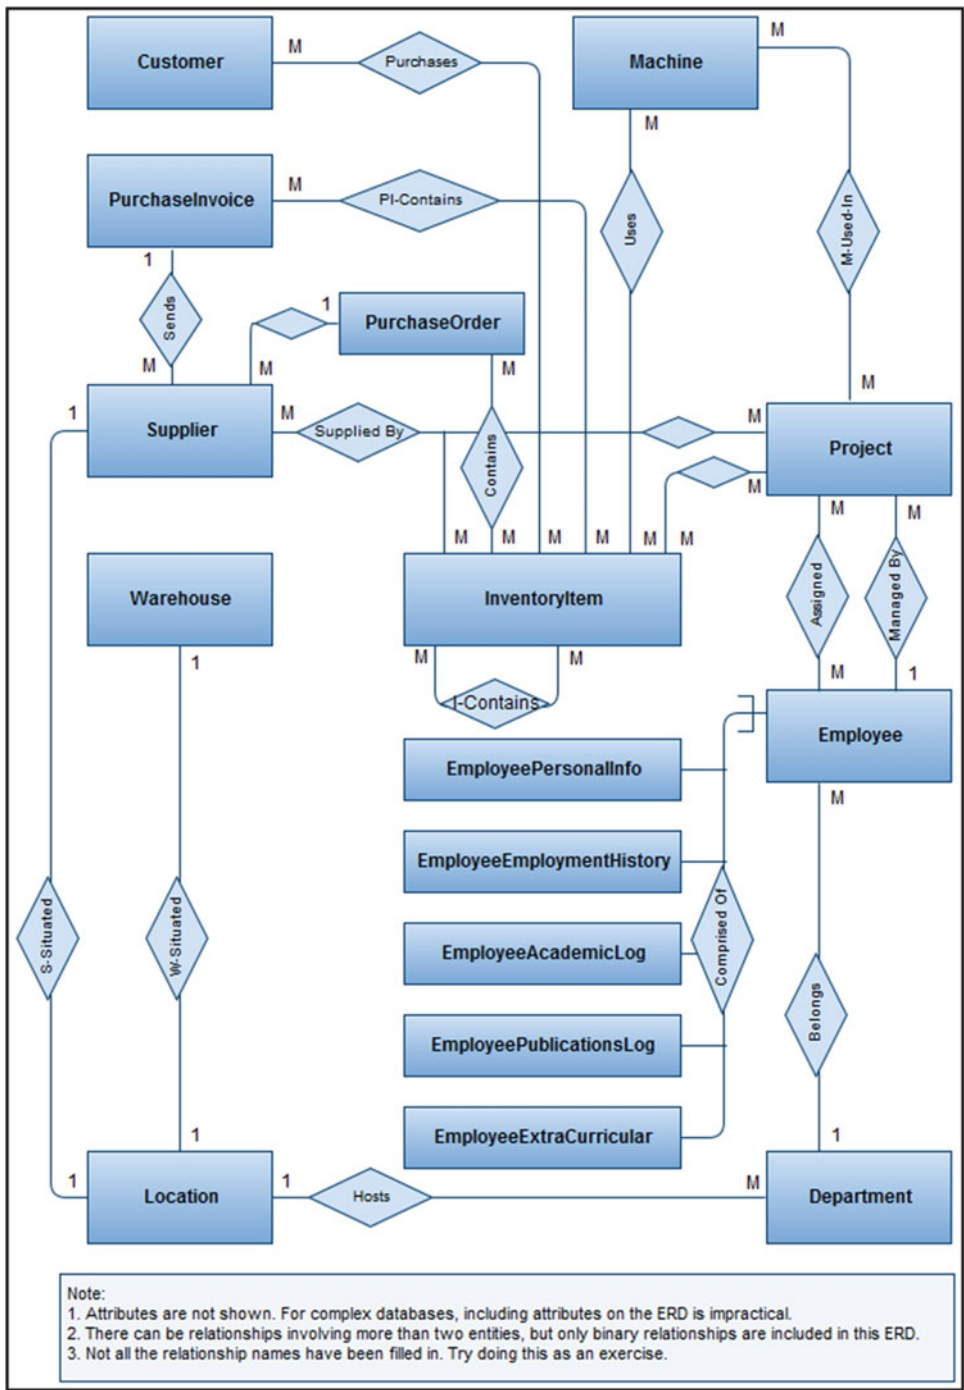 Customer
M
Purchases
Machine
M
M
PurchaseInvoice
M
PI-Contains
Uses
M-Used-In
1
Sends
M
1
PurchaseOrder
M
M
M
1
Supplier
M
Supplied By
Contains
M
Project
M
M
M
M
M
M
M
M
M
M
Warehouse
InventoryItem
Assigned
Managed By
1
M
M
I-Contains
M
1
Employee
M
EmployeePersonalInfo
EmployeeEmploymentHistory
Comprised Of
EmployeeAcademicLog
S-Situated
W-Situated
EmployeePublicationsLog
Belongs
EmployeeExtraCurricular
1
1
1
Location
1
Hosts
M
Department
Note:
1. Attributes are not shown. For complex databases, including attributes on the ERD is impractical.
2. There can be relationships involving more than two entities, but only binary relationships are included in this ERD.
3. Not all the relationship names have been filled in. Try doing this as an exercise.